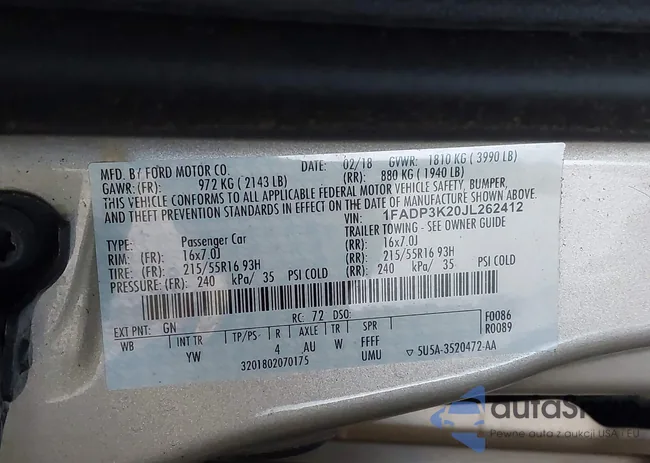 MFD. BY FORD MOTOR CO. DATE: 02/18 GVWR: 1810 KG ( 3990 LB)
GAWR: (FR): 972 KG ( 2143 LB) (RR): 880 KG ( 1940 LB)
THIS VEHICLE CONFORMS TO ALL APPLICABLE FEDERAL MOTOR VEHICLE SAFETY, BUMPER,
AND THEFT PREVENTION STANDARDS IN EFFECT ON THE DATE OF MANUFACTURE SHOWN ABOVE.
VIN: 1FADP3K20JL262412
TYPE: Passenger Car TRAILER TOWING - SEE OWNER GUIDE
RIM: (FR): 16x7.0J (RR): 16x7.0J
TIRE: (FR): 215/55R16 93H (RR): 215/55R16 93H
PRESSURE: (FR): 240 kPa/ 35 PSI COLD (RR): 240 kPa/ 35 PSI COLD
EXT PNT: GN RC: 72 DSO: F0086
R0089
WB INT TR TP/PS R AXLE TR SPR
YW 4 AU W UMU
3201802070175 5U5A-3520472-AA
Pewne auto z aukcji USA i EU